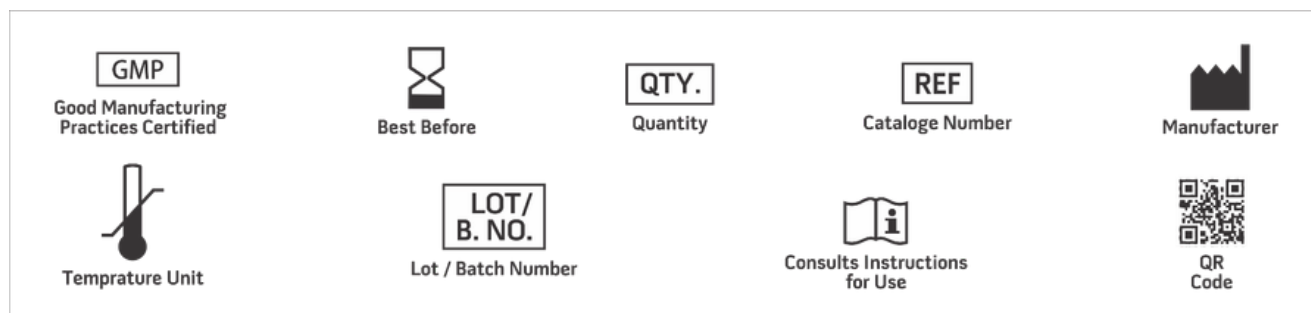 GMP
Good Manufacturing
Practices Certified
Best Before
QTY.
Quantity
REF
Cataloge Number
Manufacturer
Temprature Unit
LOT/
B. NO.
Lot / Batch Number
i
Consults Instructions
for Use
QR
Code